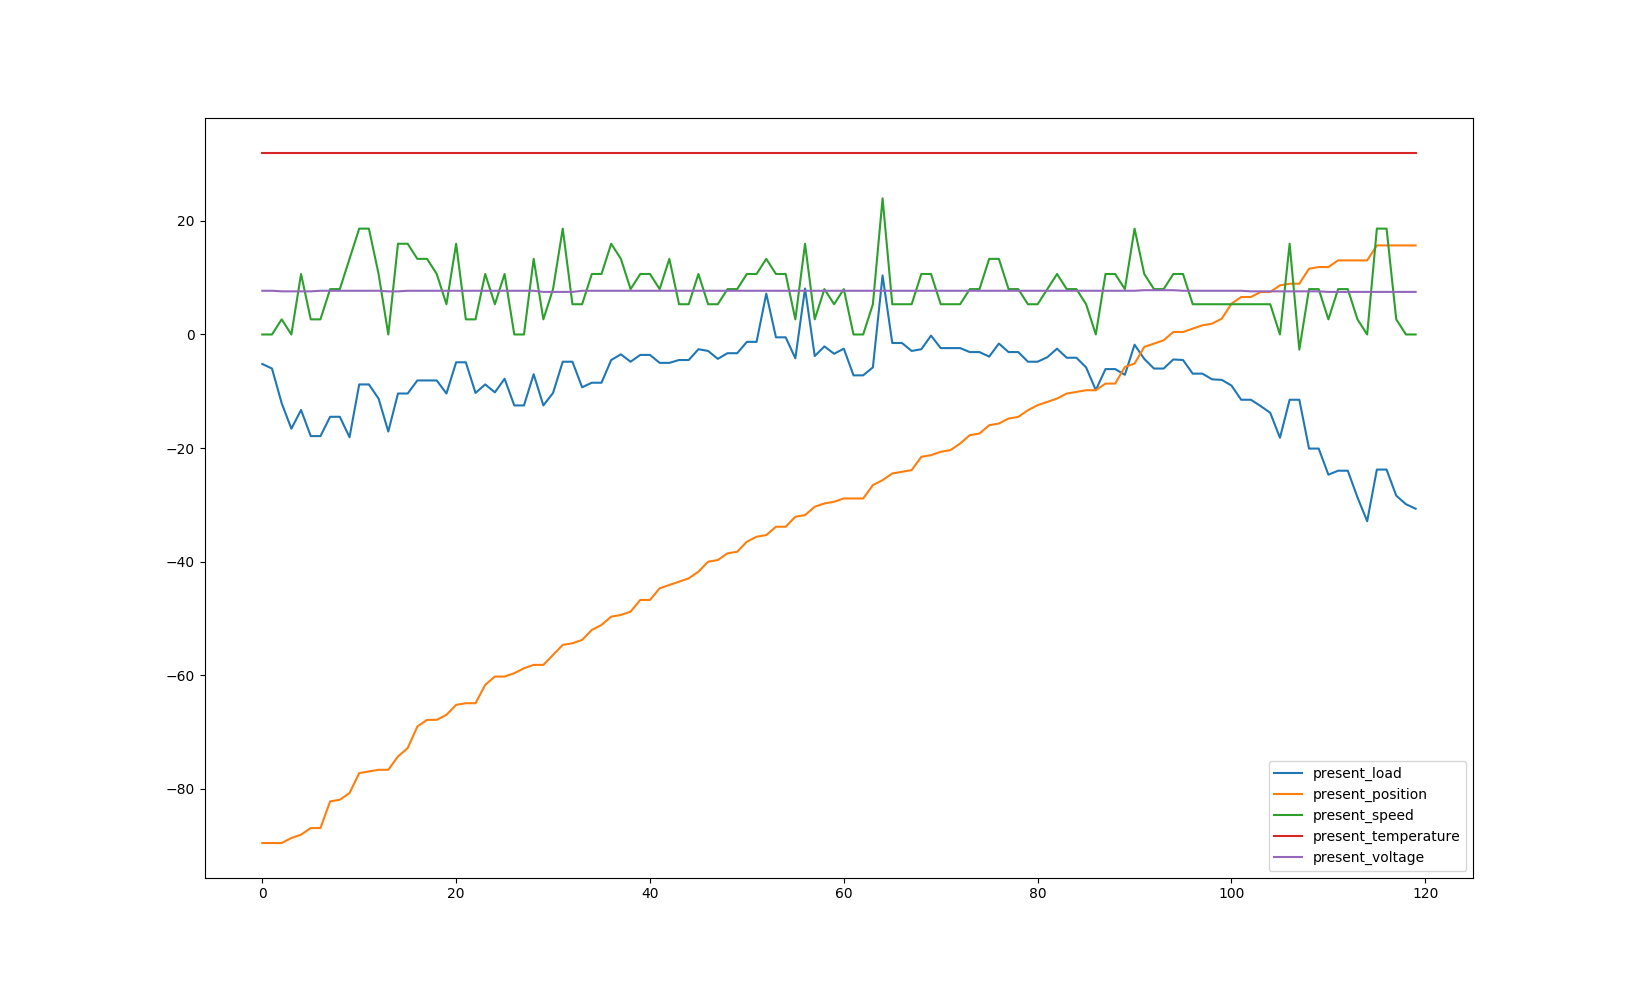 20
0
−20
−40
−60
−80
0 20 40 60 80 100 120
present_load
present_position
present_speed
present_temperature
present_voltage